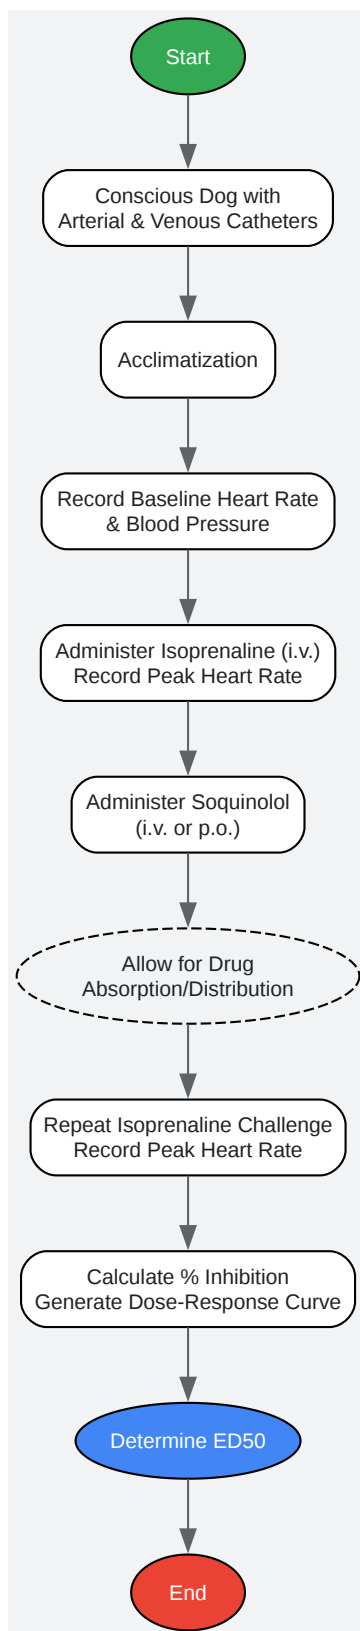 Start
Conscious Dog with
Arterial & Venous Catheters
Acclimatization
Record Baseline Heart Rate
& Blood Pressure
Administer Isoprenaline (i.v.)
Record Peak Heart Rate
Administer Soquinolol
(i.v. or p.o.)
Allow for Drug
Absorption/Distribution
Repeat Isoprenaline Challenge
Record Peak Heart Rate
Calculate % Inhibition
Generate Dose-Response Curve
Determine ED50
End